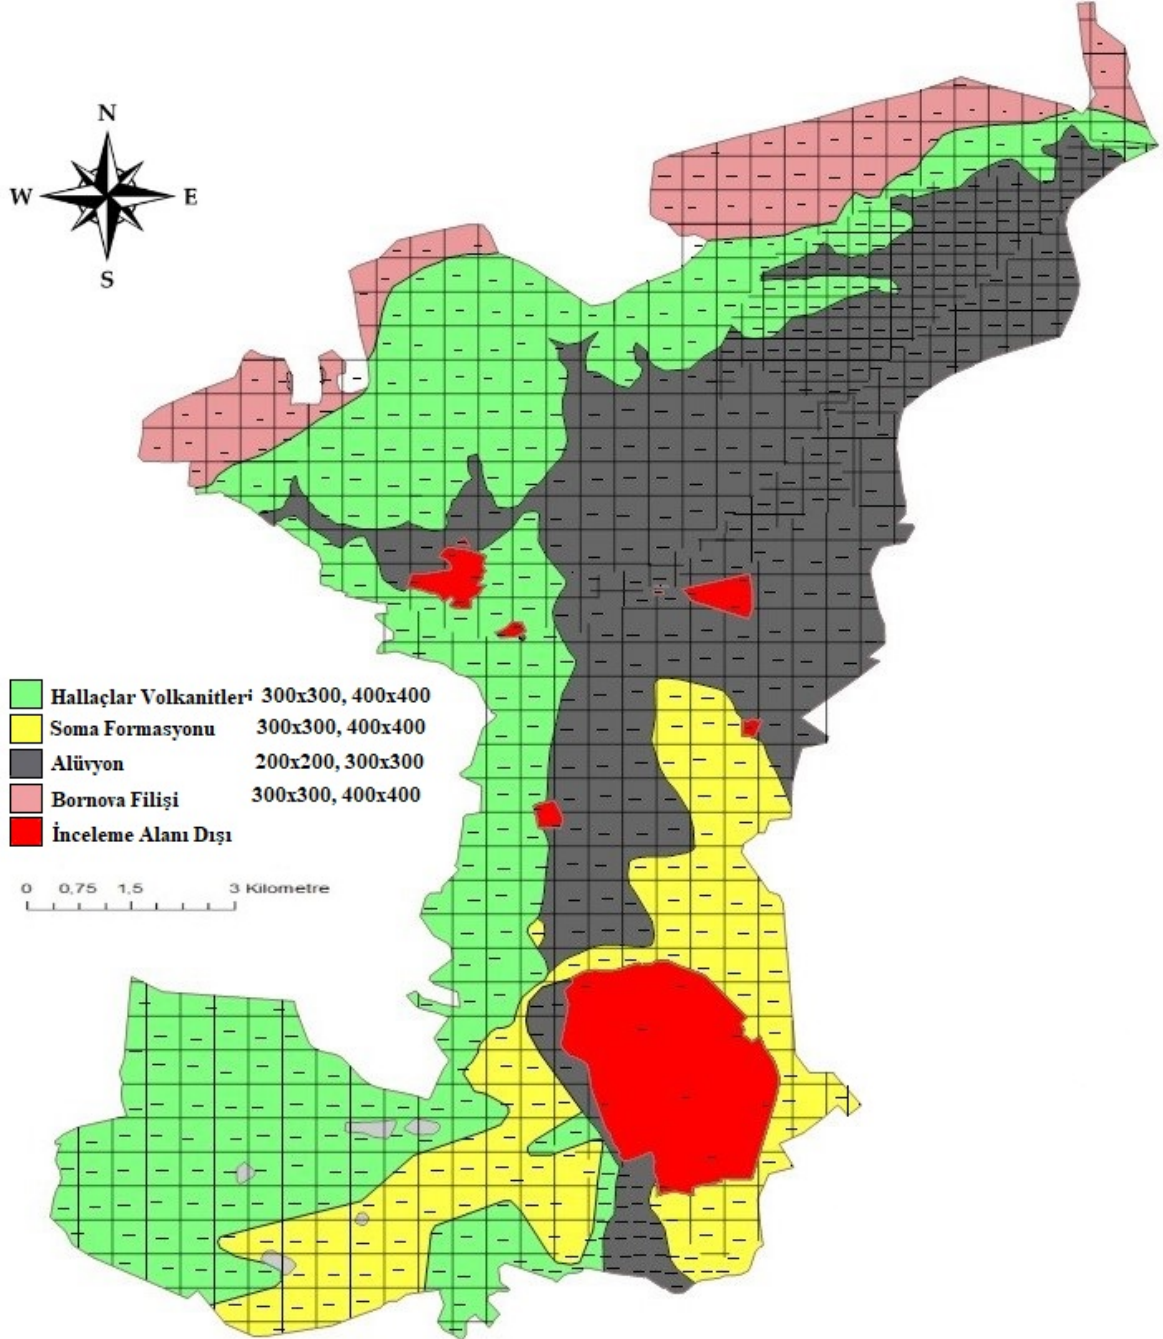 N
W E
S
Hallaçlar Volkanitleri 300x300, 400x400
Soma Formasyonu 300x300, 400x400
Alüvyon 200x200, 300x300
Bornova Filişi 300x300, 400x400
İnceleme Alanı Dışı
0 0,75 1,5 3 Kilometre